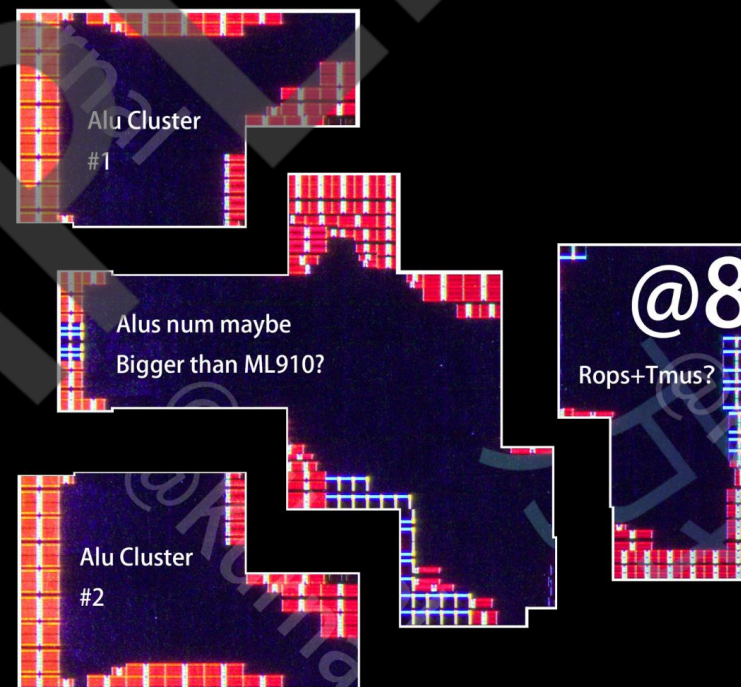 Alu Cluster
#1
Alus num maybe
Bigger than ML910?
@8
Rops+Tmus?
Alu Cluster
#2